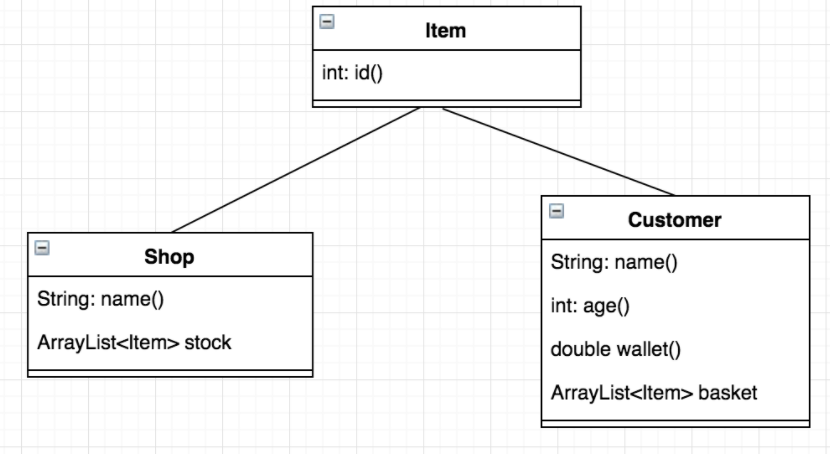 Item
int: id()
Shop
String: name()
ArrayList<Item> stock
Customer
String: name()
int: age()
double wallet()
ArrayList<Item> basket